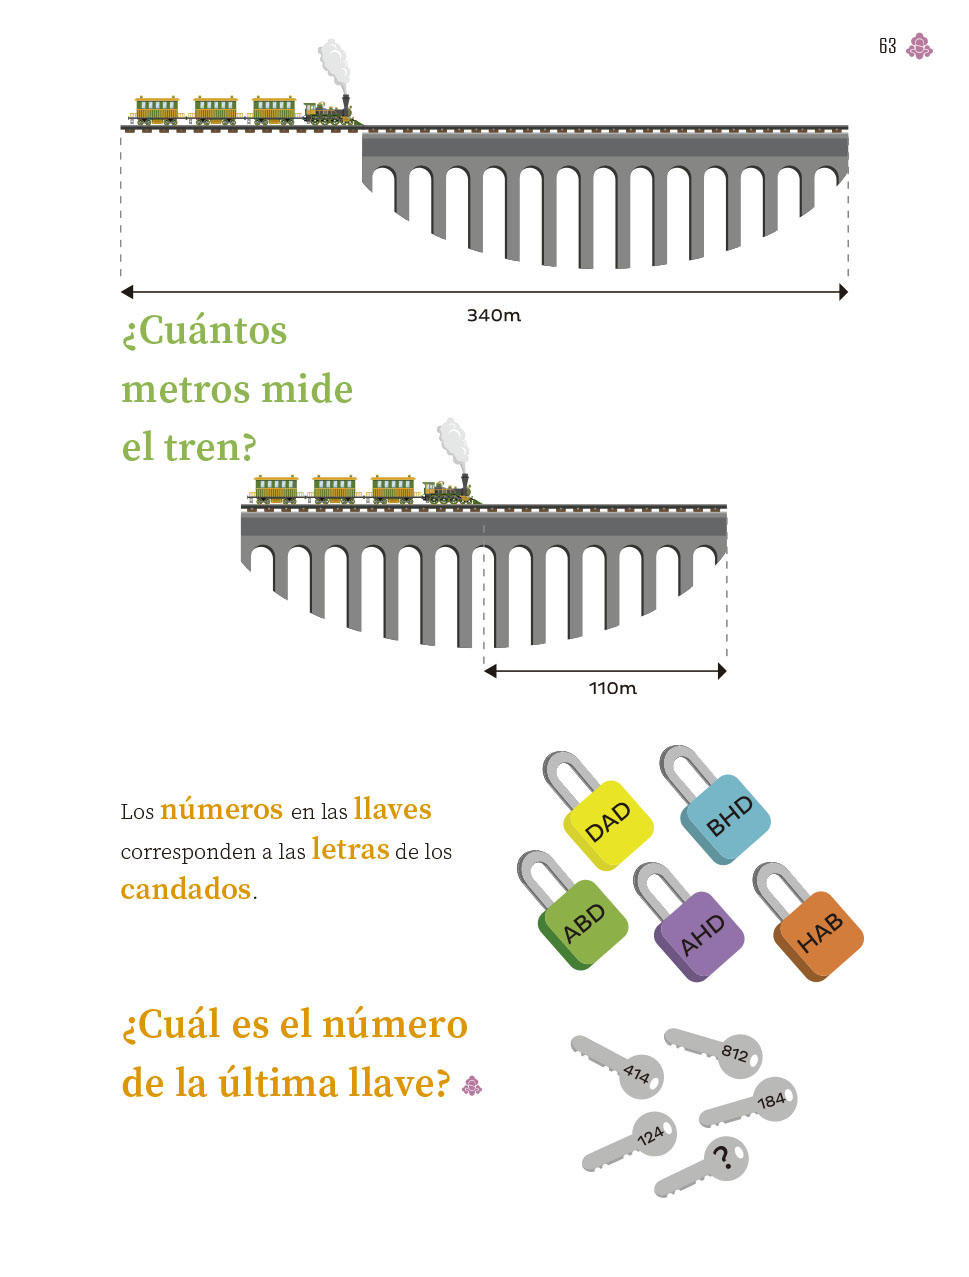 63
340m
¿Cuántos
metros mide
el tren?
110m
Los números en las llaves
corresponden a las letras de los
candados.
DAD
BHD
ABD
AHD
HAB
¿Cuál es el número
de la última llave?
414
812
184
124
?